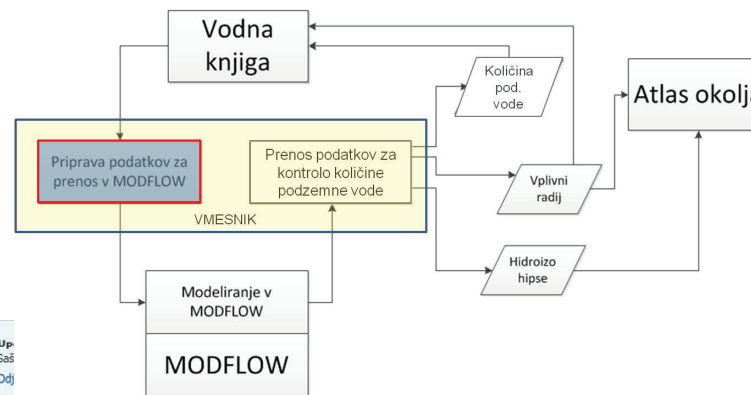 Vodna
knjiga
Količina
pod.
vode
Atlas okolj
Priprava podatkov za
prenos v MODFLOW
Prenos podatkov za
kontrolo količine
podzemne vode
Vplivni
radij
VMESNIK
Hidroizo
hipse
Modeliranje v
MODFLOW
MODFLOW